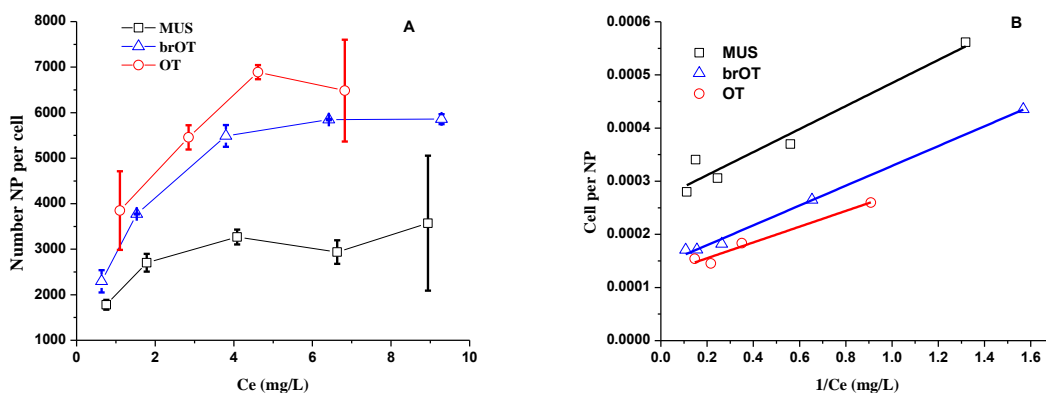 A
MUS
brOT
OT
Number NP per cell
8000
7000
6000
5000
4000
3000
2000
1000
0 2 4 6 8 10
Ce (mg/L)
B
MUS
brOT
OT
Cell per NP
0.0006
0.0005
0.0004
0.0003
0.0002
0.0001
0.0000
0.0 0.2 0.4 0.6 0.8 1.0 1.2 1.4 1.6
1/Ce (mg/L)